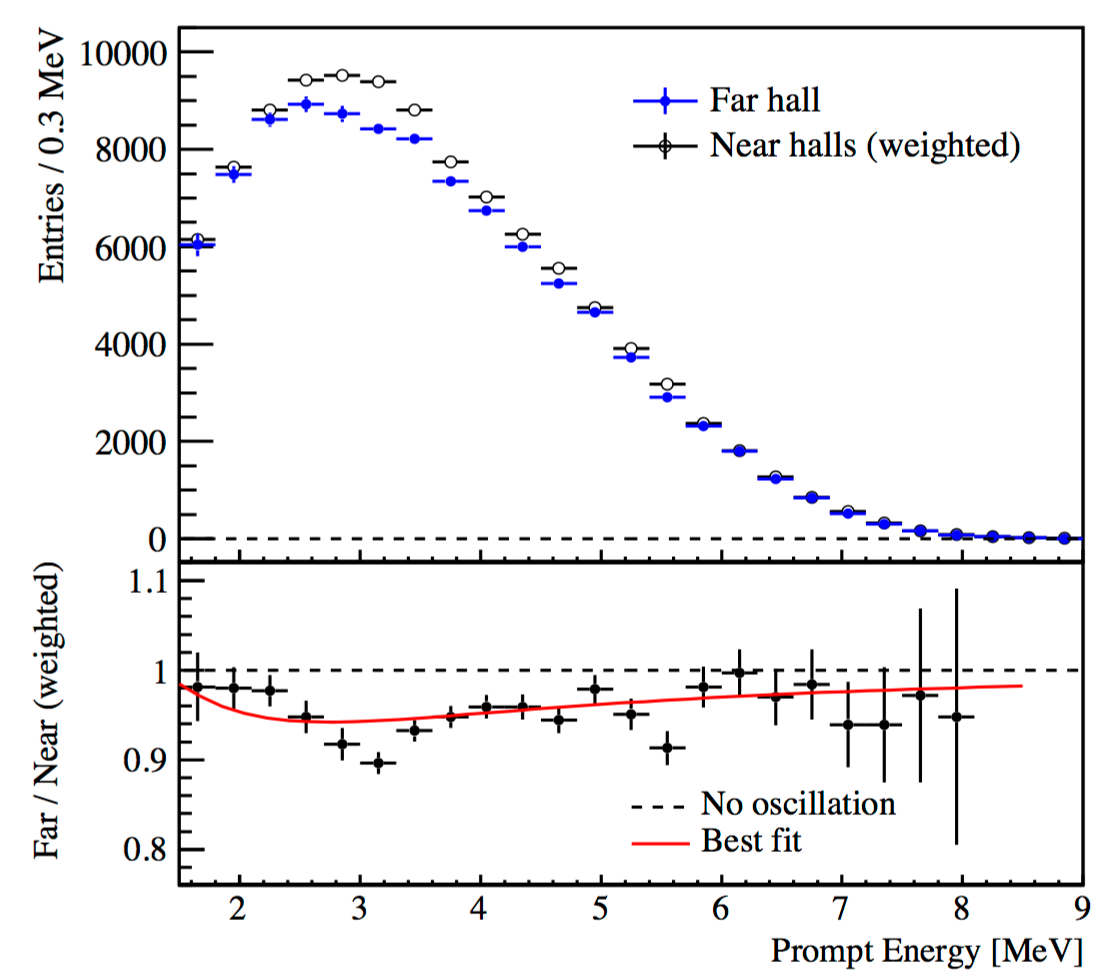 Entries / 0.3 MeV
10000
8000
6000
4000
2000
0
Far hall
Near halls (weighted)
Far / Near (weighted)
1.1
1
0.9
0.8
No oscillation
Best fit
2 3 4 5 6 7 8 9
Prompt Energy [MeV]